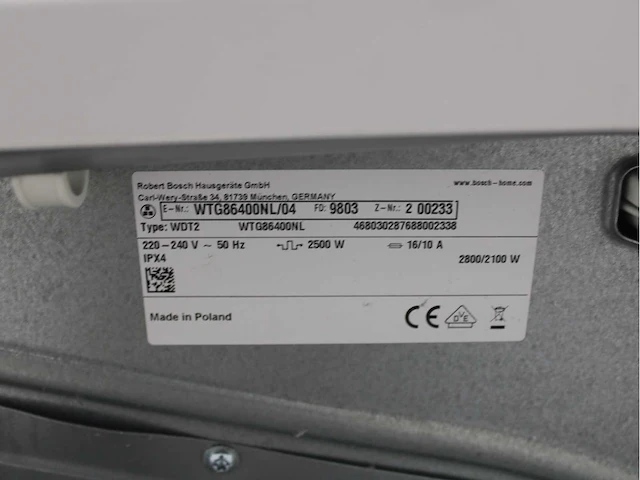 Robert Bosch Hausgeräte GmbH www.bosch-home.com
Carl-Wery-Straße 34, 81739 München, GERMANY
E-Nr.: WTG86400NL/04 FD: 9803 Z-Nr.: 2 00233
Type: WDT2 WTG86400NL 468030287688002338
220-240 V ~ 50 Hz 2500 W 16/10 A
IPX4 2800/2100 W
Made in Poland CE DVE